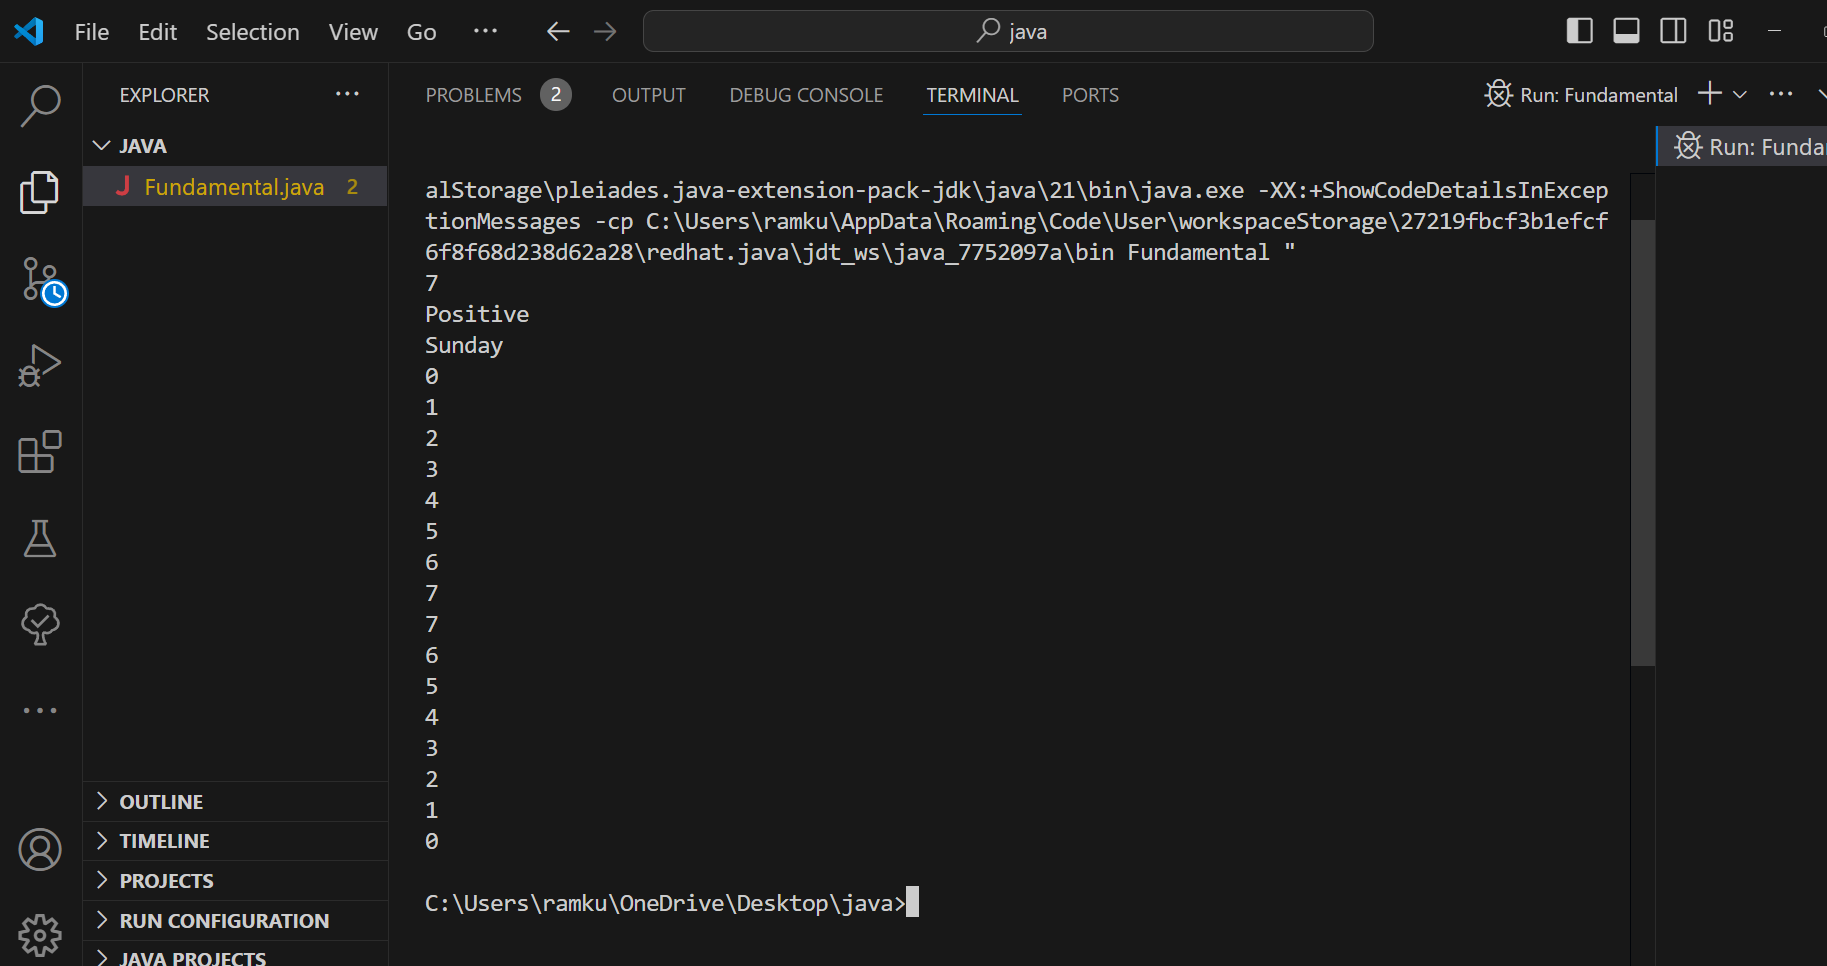 File Edit Selection View Go ··· java
EXPLORER ···
JAVA
Fundamental.java 2
OUTLINE
TIMELINE
PROJECTS
RUN CONFIGURATION
JAVA PROJECTS
PROBLEMS 2 OUTPUT DEBUG CONSOLE TERMINAL PORTS
Run: Fundamental
Run: Funda
alStorage\pleiades.java-extension-pack-jdk\java\21\bin\java.exe -XX:+ShowCodeDetailsInExcep
tionMessages -cp C:\Users\ramku\AppData\Roaming\Code\User\workspaceStorage\27219fbcf3b1efcf
6f8f68d238d62a28\redhat.java\jdt_ws\java_7752097a\bin Fundamental "
7
Positive
Sunday
0
1
2
3
4
5
6
7
7
6
5
4
3
2
1
0
C:\Users\ramku\OneDrive\Desktop\java>